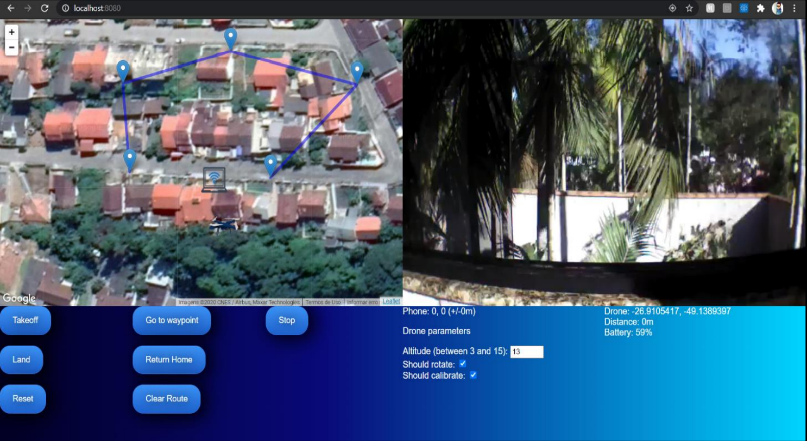 localhost:8080
+
−
Google
Imagens ©2020 CNES / Airbus, Maxar Technologies
Termos de Uso
Informar erro
Leaflet
Takeoff
Go to waypoint
Stop
Land
Return Home
Reset
Clear Route
Phone: 0, 0 (+/-0m)
Drone parameters
Altitude (between 3 and 15): 13
Should rotate:
Should calibrate:
Drone: -26.9105417, -49.1389397
Distance: 0m
Battery: 59%